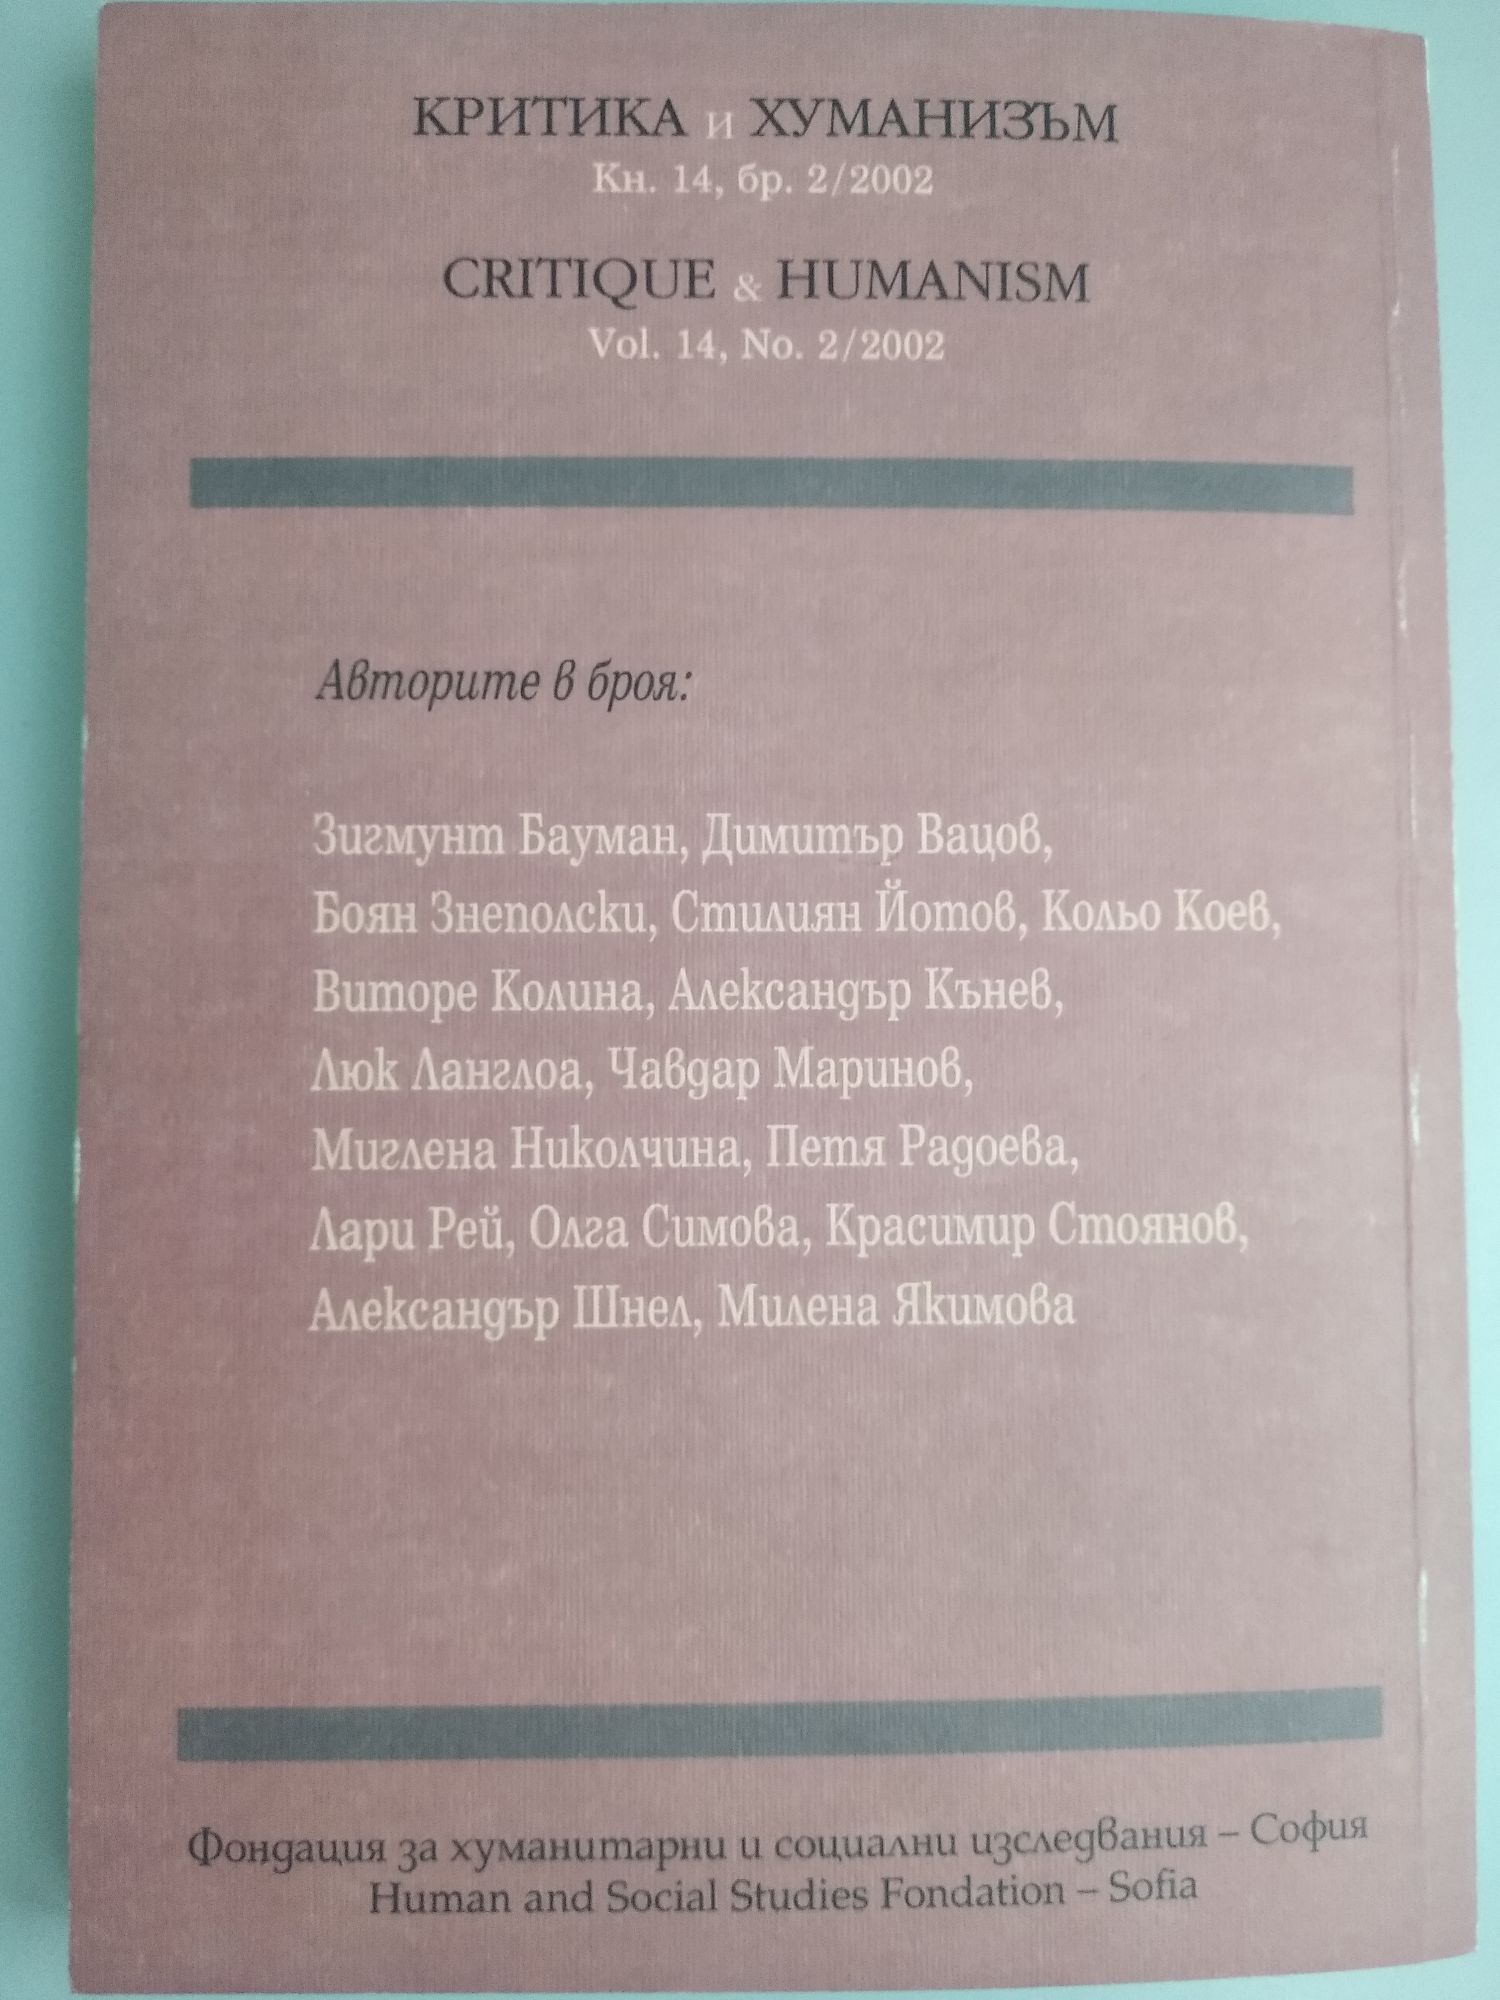 КРИТИКА и ХУМАНИЗЪМ
Кн. 14, бр. 2/2002
CRITIQUE & HUMANISM
Vol. 14, No. 2/2002
Авторите в броя:
Зигмунт Бауман, Димитър Вацов,
Боян Знеполски, Стилиян Йотов, Кольо Коев,
Виторе Колина, Александър Кънев,
Люк Ланглоа, Чавдар Маринов,
Миглена Николчина, Петя Радоева,
Лари Рей, Олга Симова, Красимир Стоянов,
Александър Шнел, Милена Якимова
Фондация за хуманитарни и социални изследвания – София
Human and Social Studies Fondation – Sofia